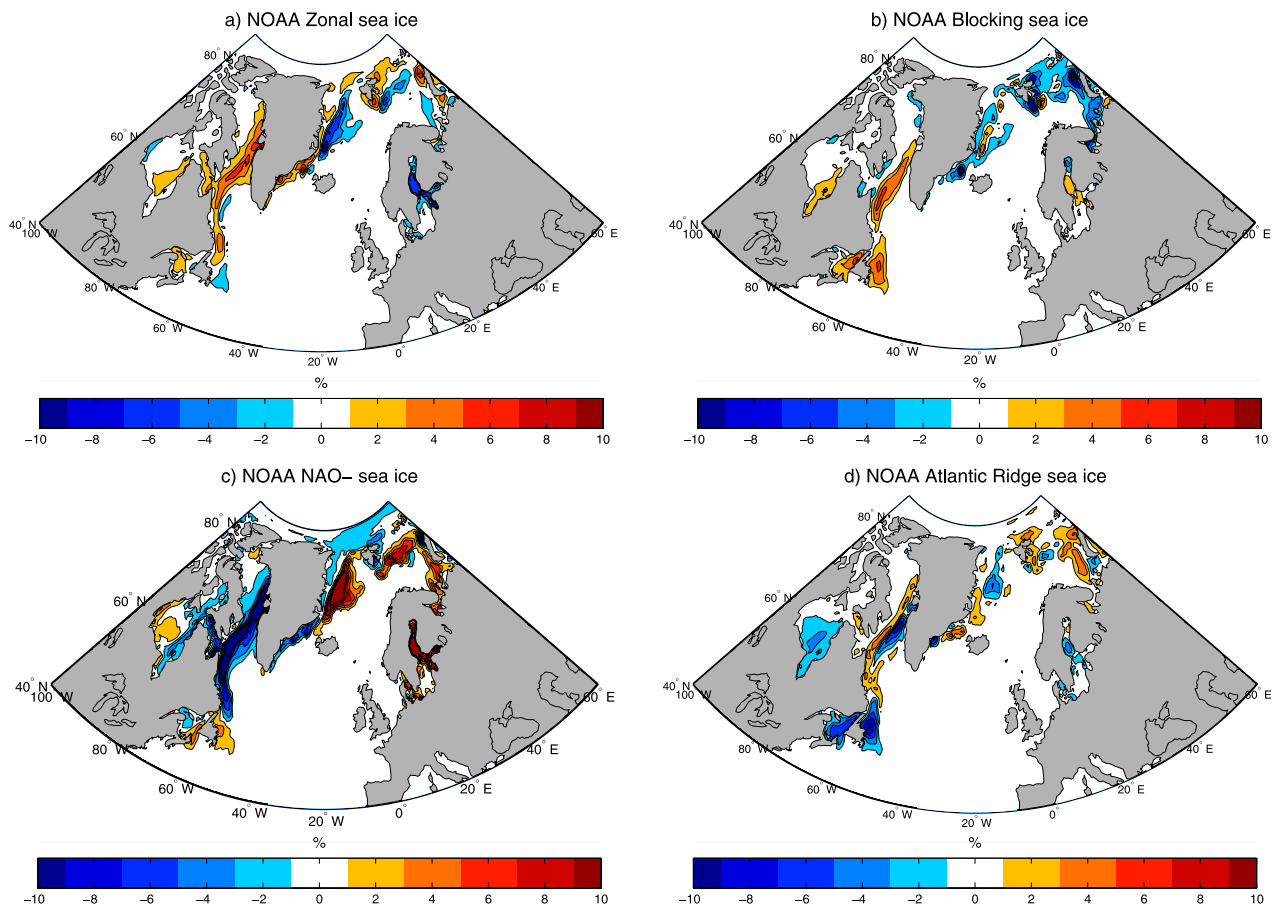 a) NOAA Zonal sea ice
80° N
60° N
40° N
100° W
80° W
60° W
40° W
20° W
0°
20° E
40° E
60° E
%
−10 −8 −6 −4 −2 0 2 4 6 8 10
b) NOAA Blocking sea ice
80° N
60° N
40° N
100° W
80° W
60° W
40° W
20° W
0°
20° E
40° E
60° E
%
−10 −8 −6 −4 −2 0 2 4 6 8 10
c) NOAA NAO− sea ice
80° N
60° N
40° N
100° W
80° W
60° W
40° W
20° W
0°
20° E
40° E
60° E
%
−10 −8 −6 −4 −2 0 2 4 6 8 10
d) NOAA Atlantic Ridge sea ice
80° N
60° N
40° N
100° W
80° W
60° W
40° W
20° W
0°
20° E
40° E
60° E
%
−10 −8 −6 −4 −2 0 2 4 6 8 10